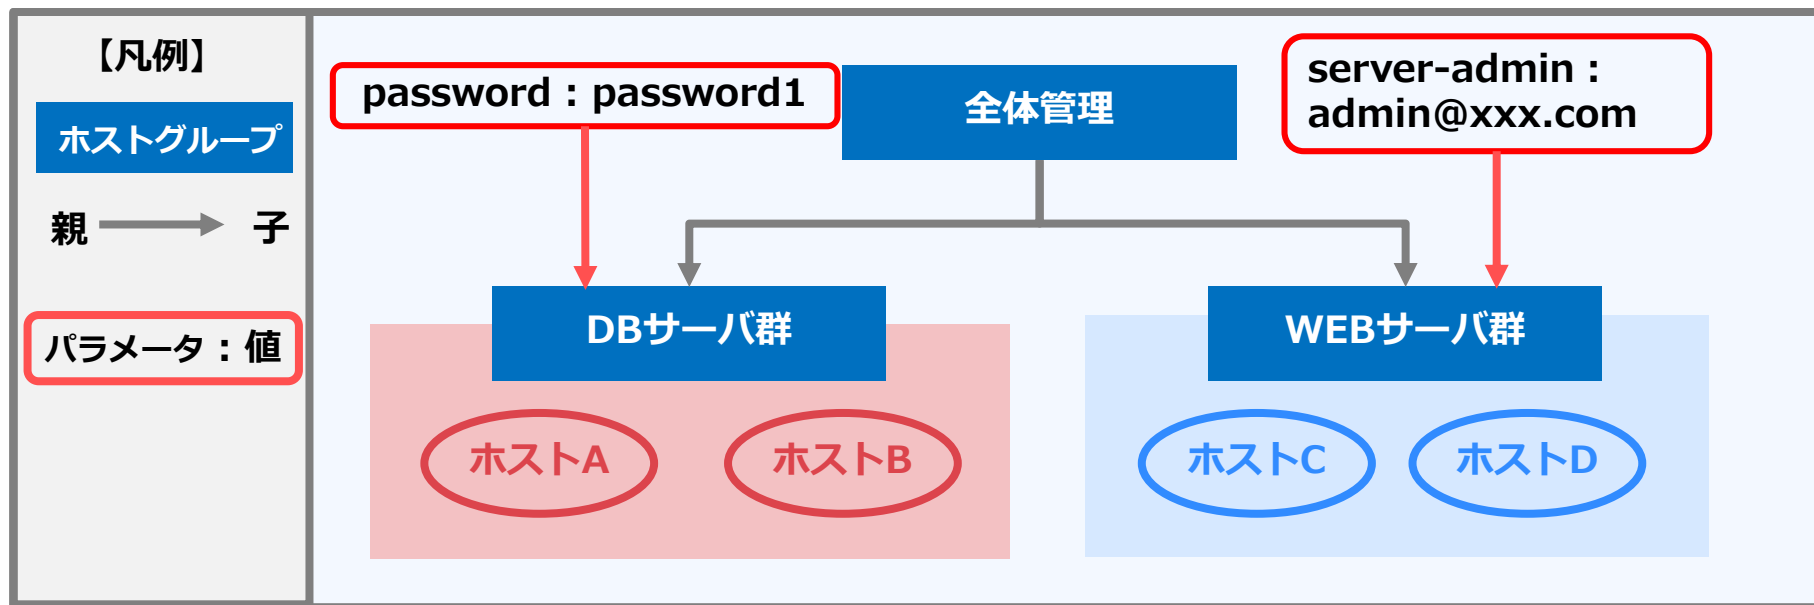 【凡例】
ホストグループ
親 子
パラメータ：値
password：password1
全体管理
server-admin：
admin@xxx.com
DBサーバ群
WEBサーバ群
ホストA
ホストB
ホストC
ホストD